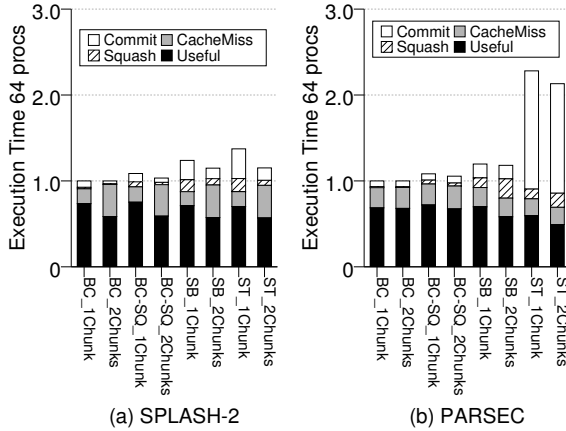 Execution Time 64 procs
3.0
2.0
1.0
0
Commit CacheMiss
Squash Useful
BC_1Chunk
BC_2Chunks
BC-SQ_1Chunk
BC-SQ_2Chunks
SB_1Chunk
SB_2Chunks
ST_1Chunk
ST_2Chunks
(a) SPLASH-2
Execution Time 64 procs
3.0
2.0
1.0
0
Commit CacheMiss
Squash Useful
BC_1Chunk
BC_2Chunks
BC-SQ_1Chunk
BC-SQ_2Chunks
SB_1Chunk
SB_2Chunks
ST_1Chunk
ST_2Chunks
(b) PARSEC